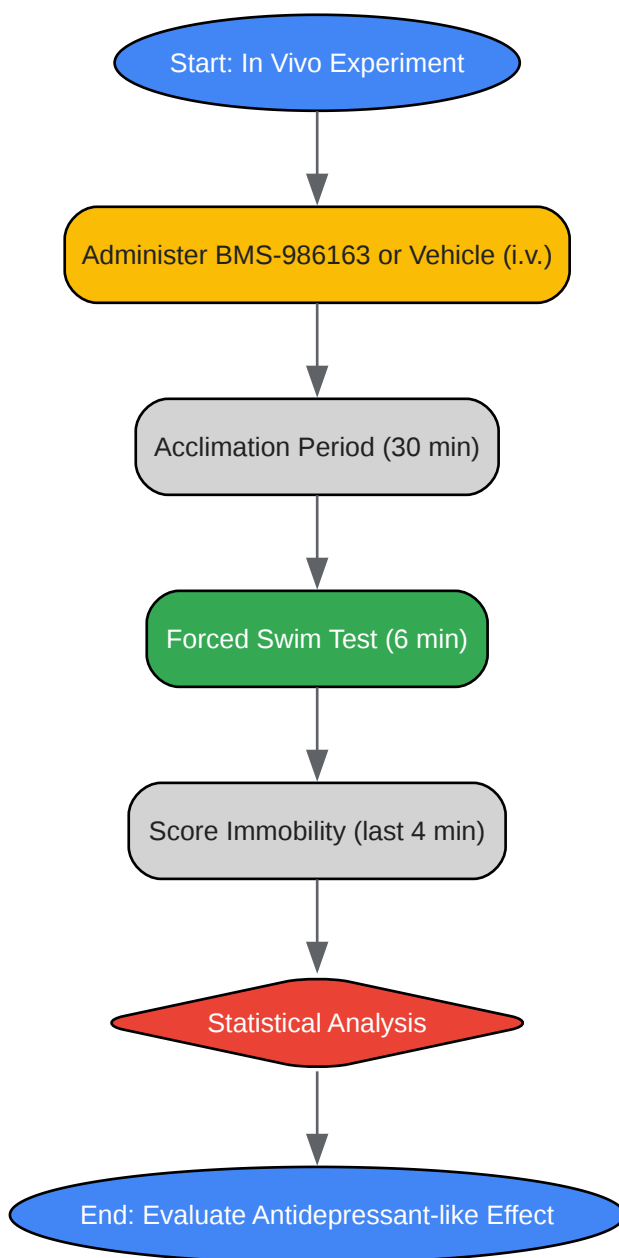 Start: In Vivo Experiment
Administer BMS-986163 or Vehicle (i.v.)
Acclimation Period (30 min)
Forced Swim Test (6 min)
Score Immobility (last 4 min)
Statistical Analysis
End: Evaluate Antidepressant-like Effect